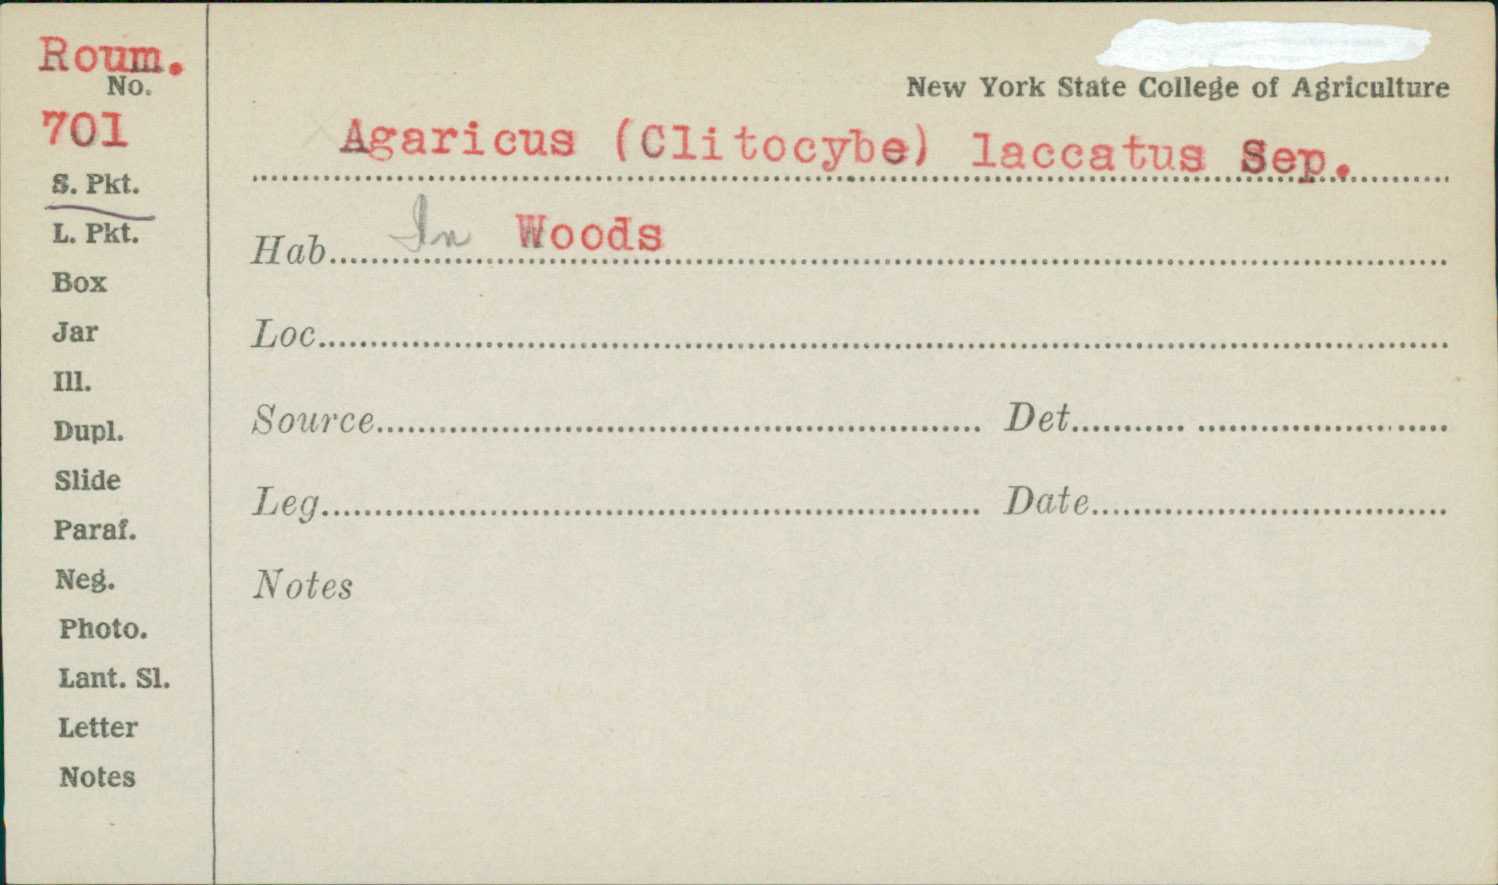 Roum.
No.
701
S. Pkt.
L. Pkt.
Box
Jar
Ill.
Dupl.
Slide
Paraf.
Neg.
Photo.
Lant. Sl.
Letter
Notes
New York State College of Agriculture
Agaricus (Clitocybe) laccatus Sep.
Hab. In Woods
Loc.
Source Det.
Leg. Date
Notes